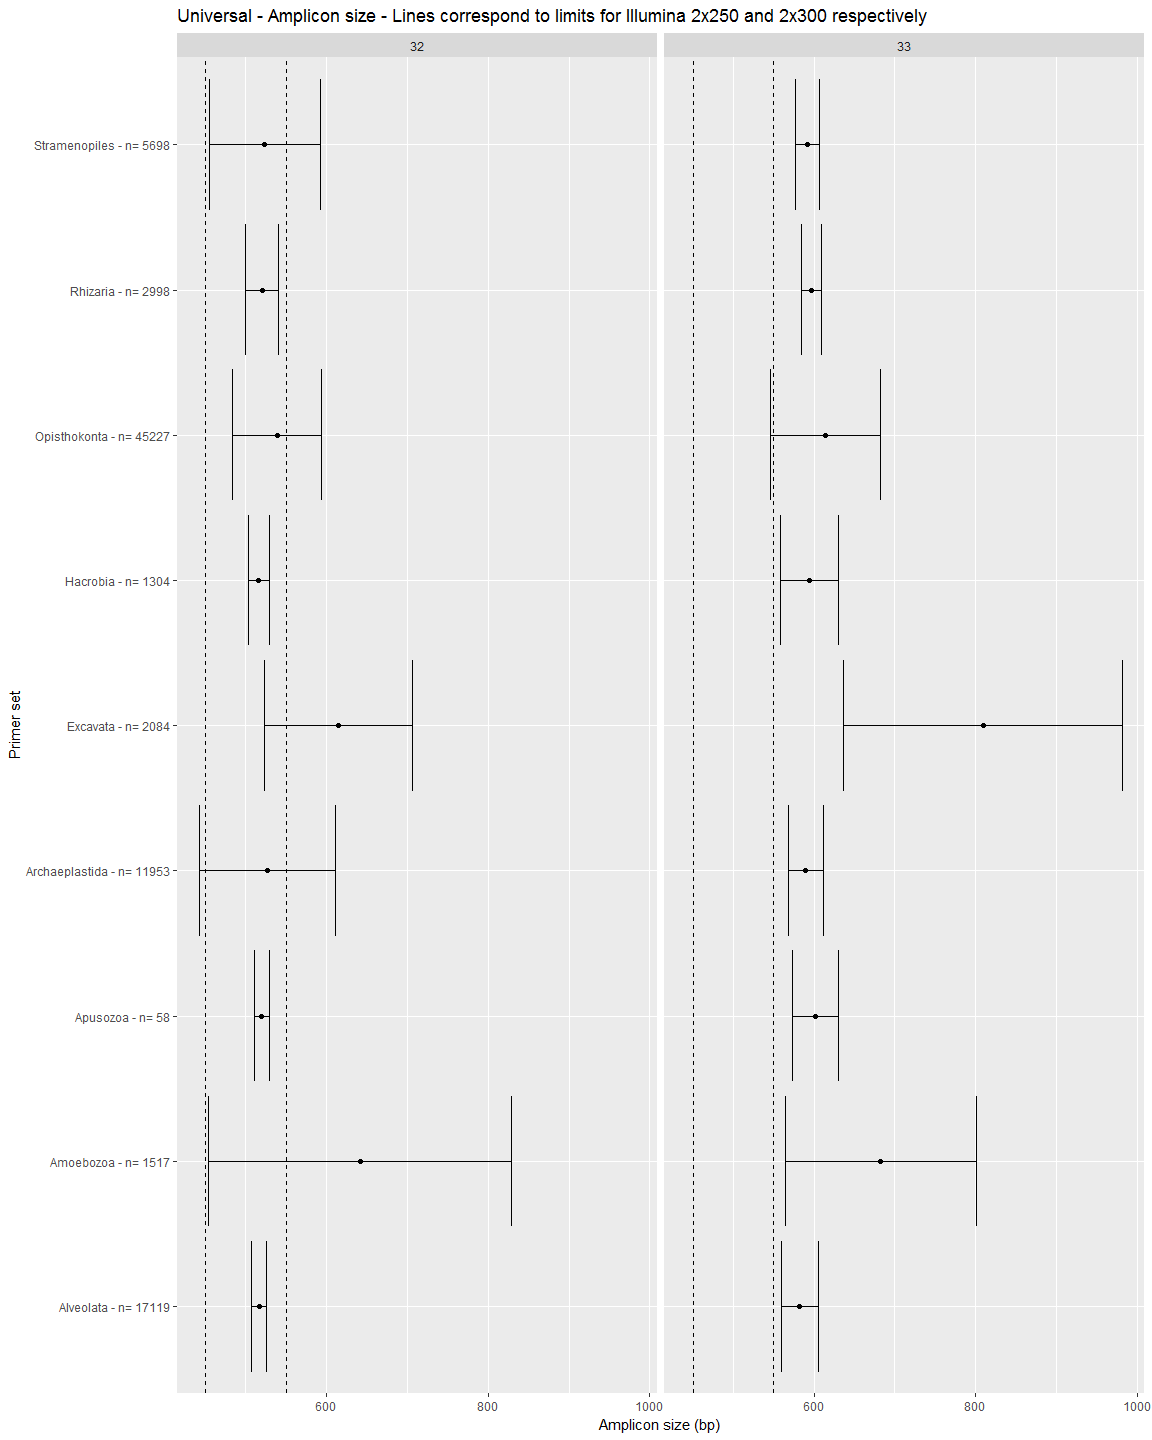 Universal - Amplicon size - Lines correspond to limits for Illumina 2x250 and 2x300 respectively
32
33
Stramenopiles - n= 5698
Rhizaria - n= 2998
Opisthokonta - n= 45227
Hacrobia - n= 1304
Excavata - n= 2084
Archaeplastida - n= 11953
Apusozoa - n= 58
Amoebozoa - n= 1517
Alveolata - n= 17119
Primer set
600 800 1000
600 800 1000
Amplicon size (bp)